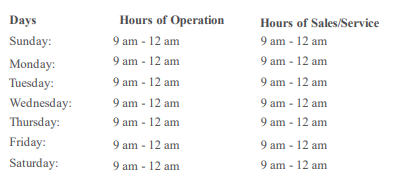 Days Hours of Operation Hours of Sales/Service
Sunday: 9 am - 12 am 9 am - 12 am
Monday: 9 am - 12 am 9 am - 12 am
Tuesday: 9 am - 12 am 9 am - 12 am
Wednesday: 9 am - 12 am 9 am - 12 am
Thursday: 9 am - 12 am 9 am - 12 am
Friday: 9 am - 12 am 9 am - 12 am
Saturday: 9 am - 12 am 9 am - 12 am